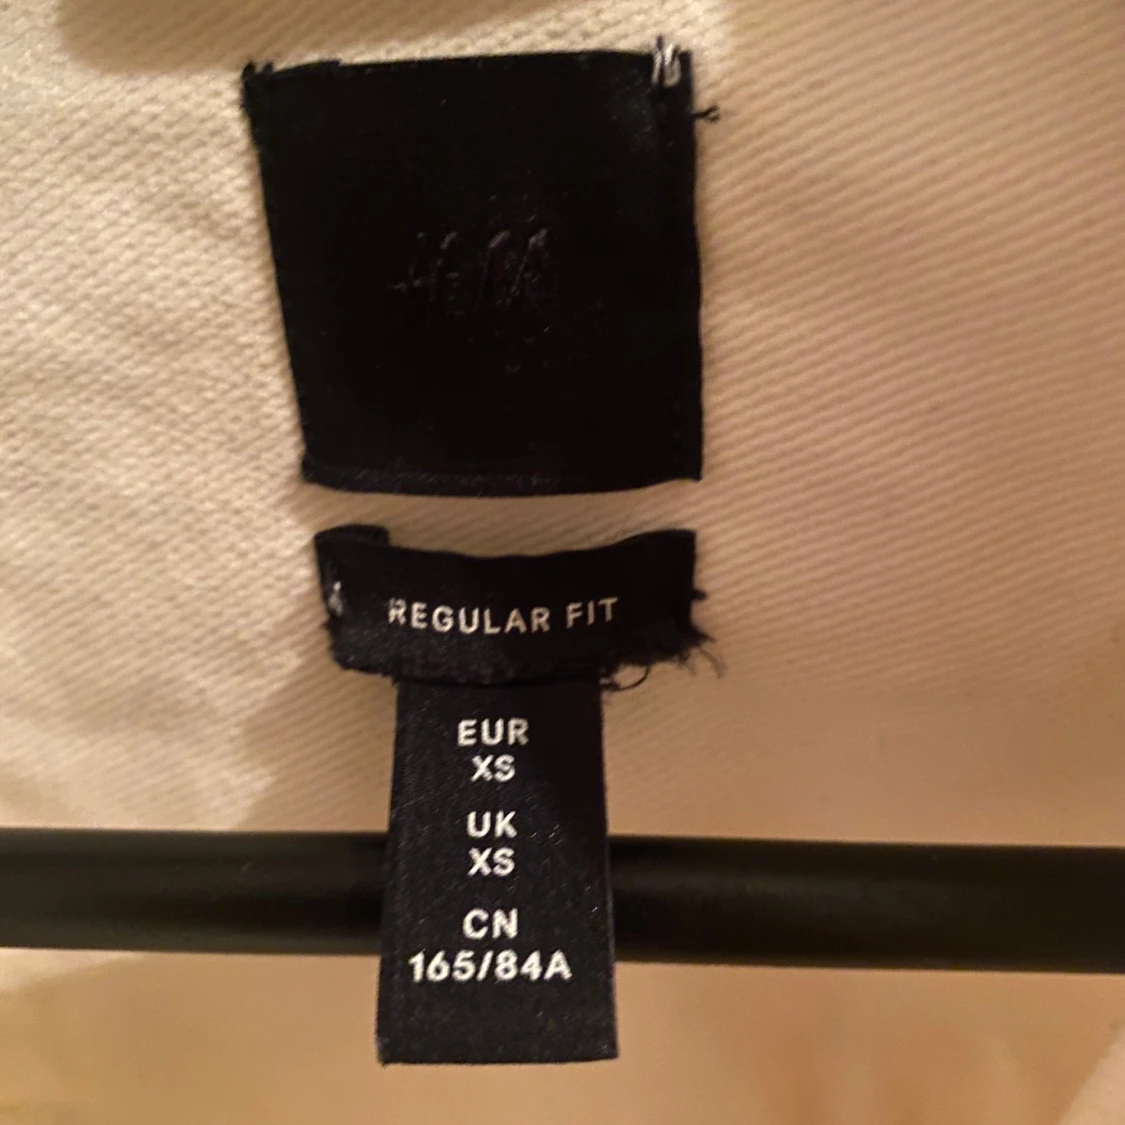 H&M
REGULAR FIT
EUR
XS
UK
XS
CN
165/84A